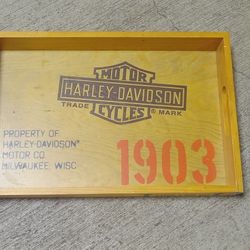 MOTOR
HARLEY-DAVIDSON
TRADE MARK
CYCLES ®
PROPERTY OF
HARLEY-DAVIDSON®
MOTOR CO.
MILWAUKEE, WISC
1903